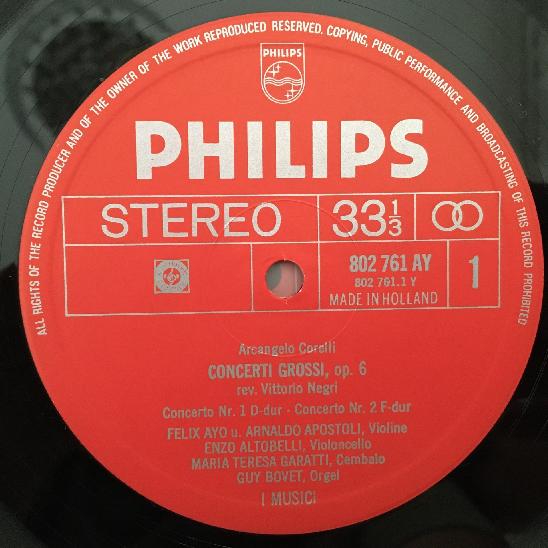 ALL RIGHTS OF THE RECORD PRODUCER AND OF THE OWNER OF THE WORK REPRODUCED RESERVED. COPYING, PUBLIC PERFORMANCE AND BROADCASTING OF THIS RECORD PROHIBITED
PHILIPS
PHILIPS
STEREO 33 1/3
802 761 AY 1
802 761.1 Y
MADE IN HOLLAND
Arcangelo Corelli
CONCERTI GROSSI, op. 6
rev. Vittorio Negri
Concerto Nr. 1 D-dur · Concerto Nr. 2 F-dur
FELIX AYO u. ARNALDO APOSTOLI, Violine
ENZO ALTOBELLI, Violoncello
MARIA TERESA GARATTI, Cembalo
GUY BOVET, Orgel
I MUSICI